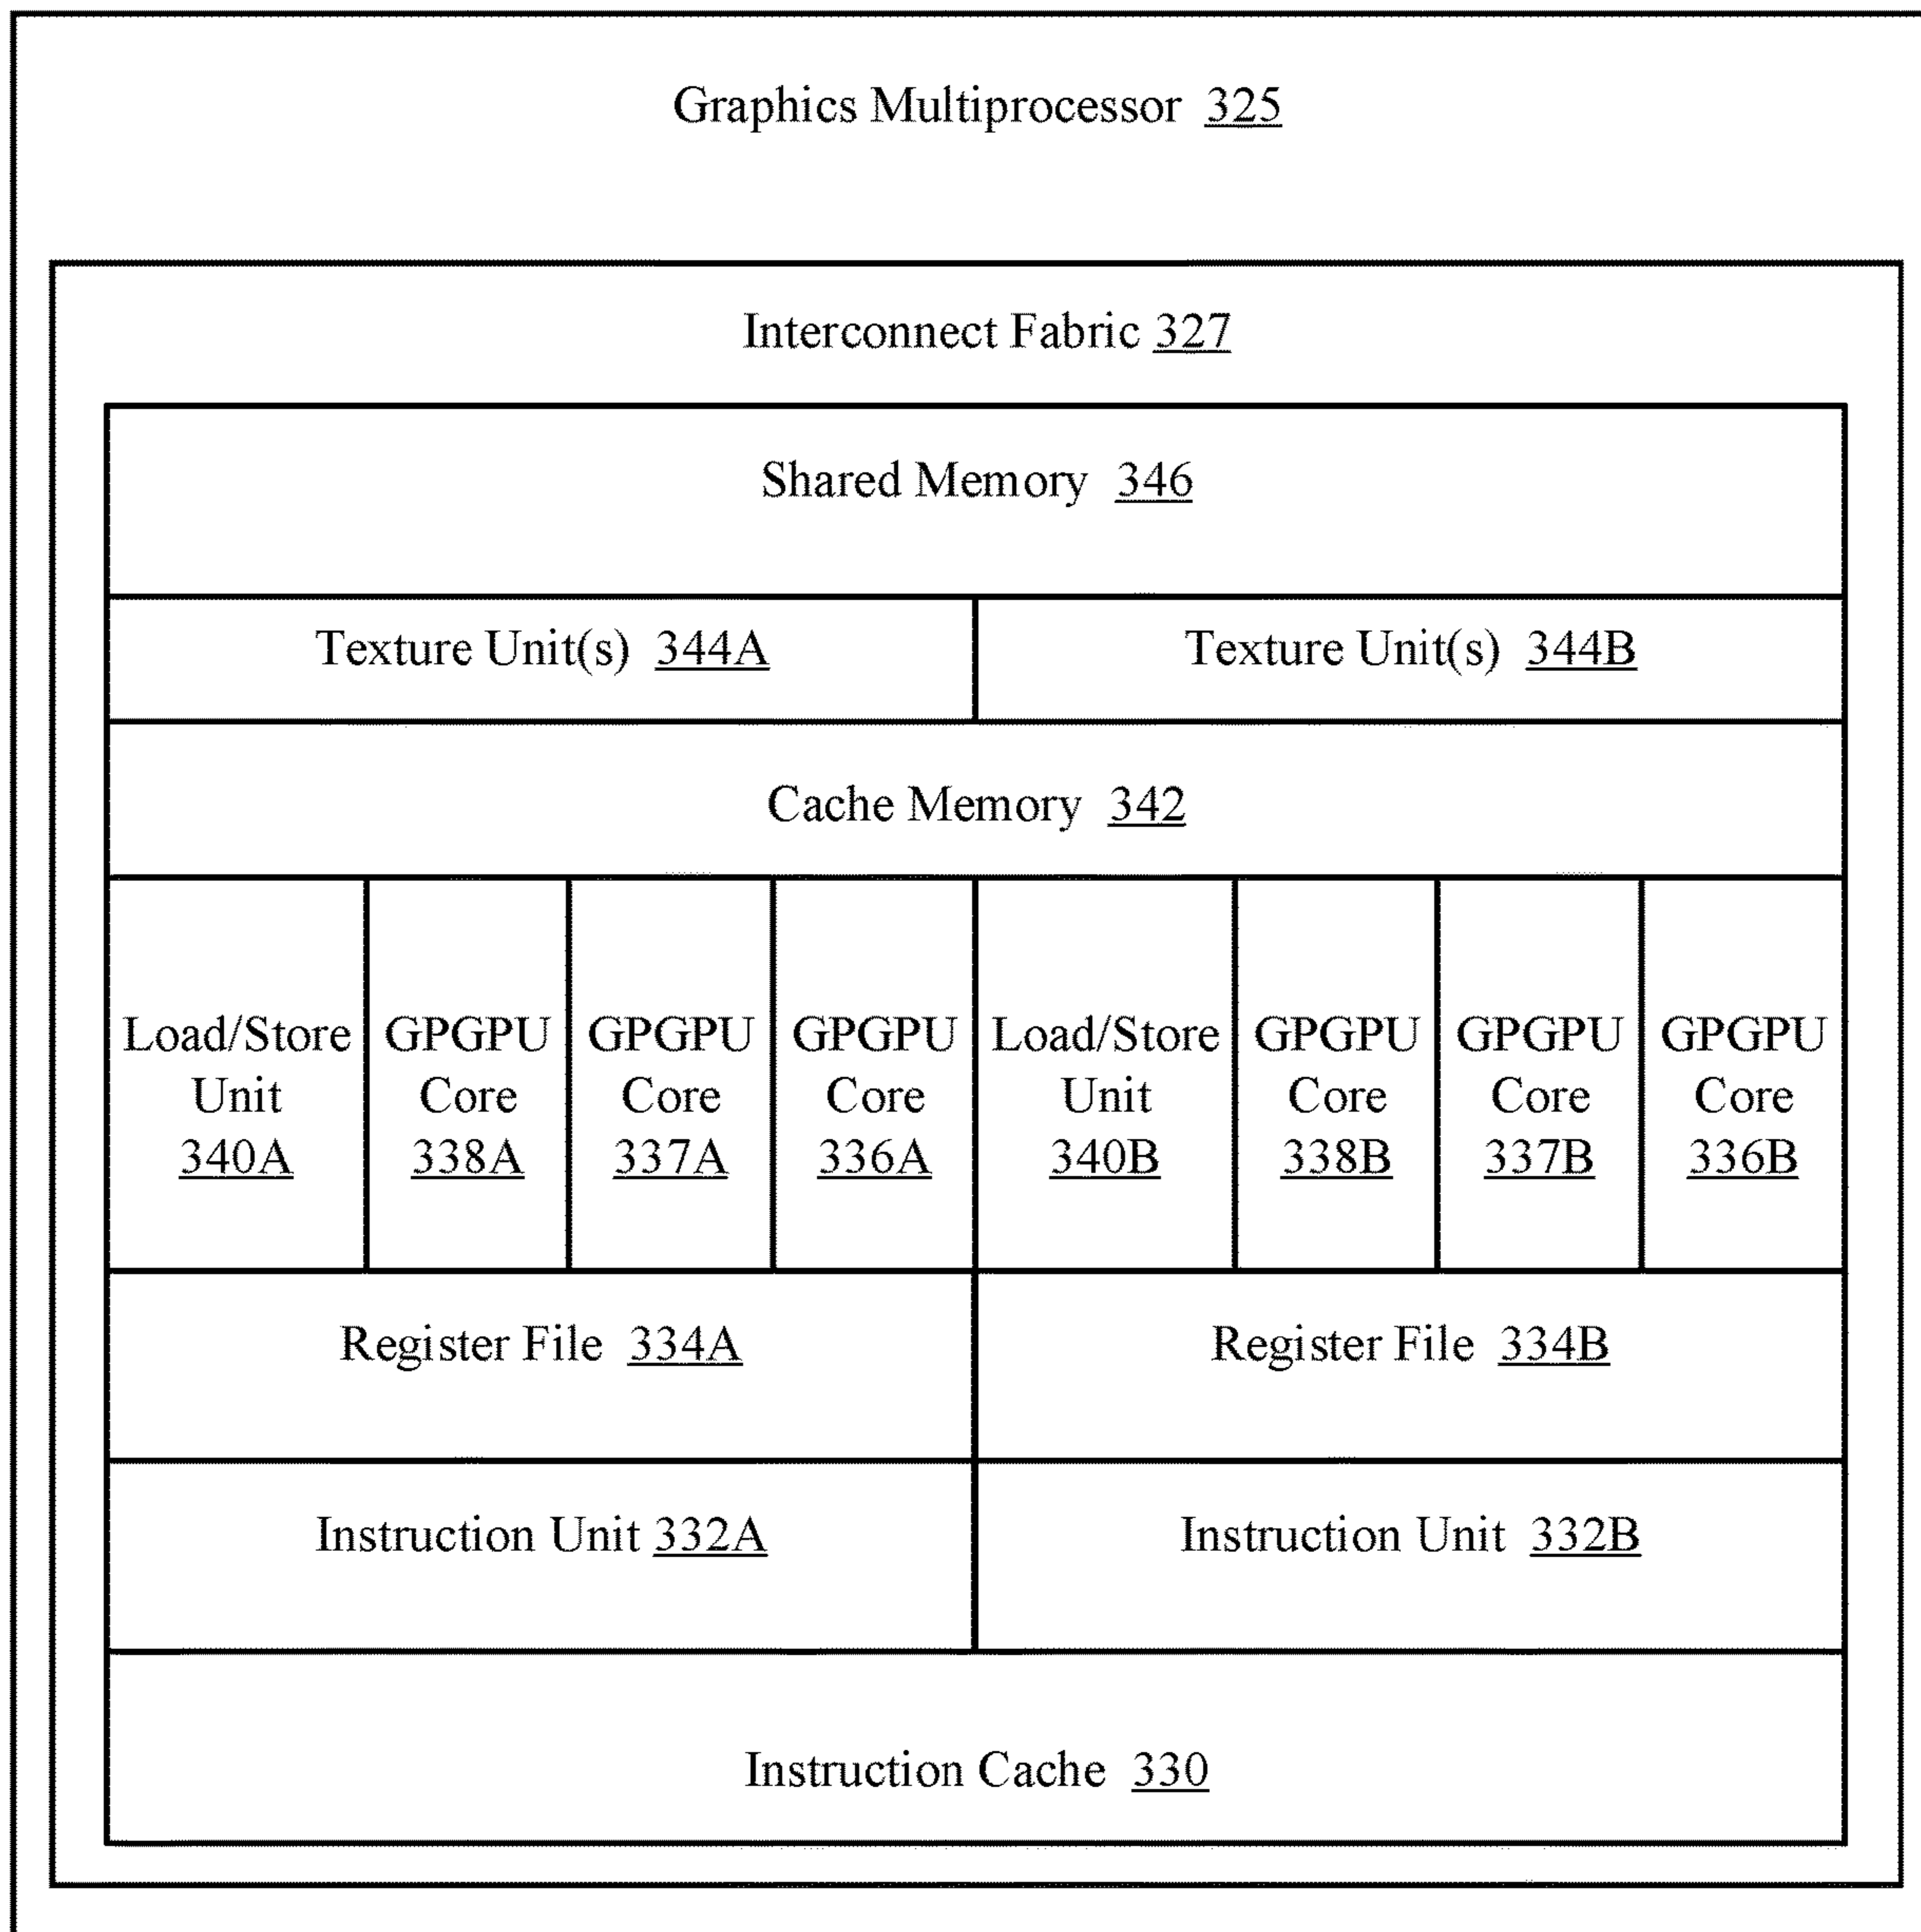 Graphics Multiprocessor 325
Interconnect Fabric 327
Shared Memory 346
Texture Unit(s) 344A
Texture Unit(s) 344B
Cache Memory 342
Load/Store
Unit
340A
GPGPU
Core
338A
GPGPU
Core
337A
GPGPU
Core
336A
Load/Store
Unit
340B
GPGPU
Core
338B
GPGPU
Core
337B
GPGPU
Core
336B
Register File 334A
Register File 334B
Instruction Unit 332A
Instruction Unit 332B
Instruction Cache 330